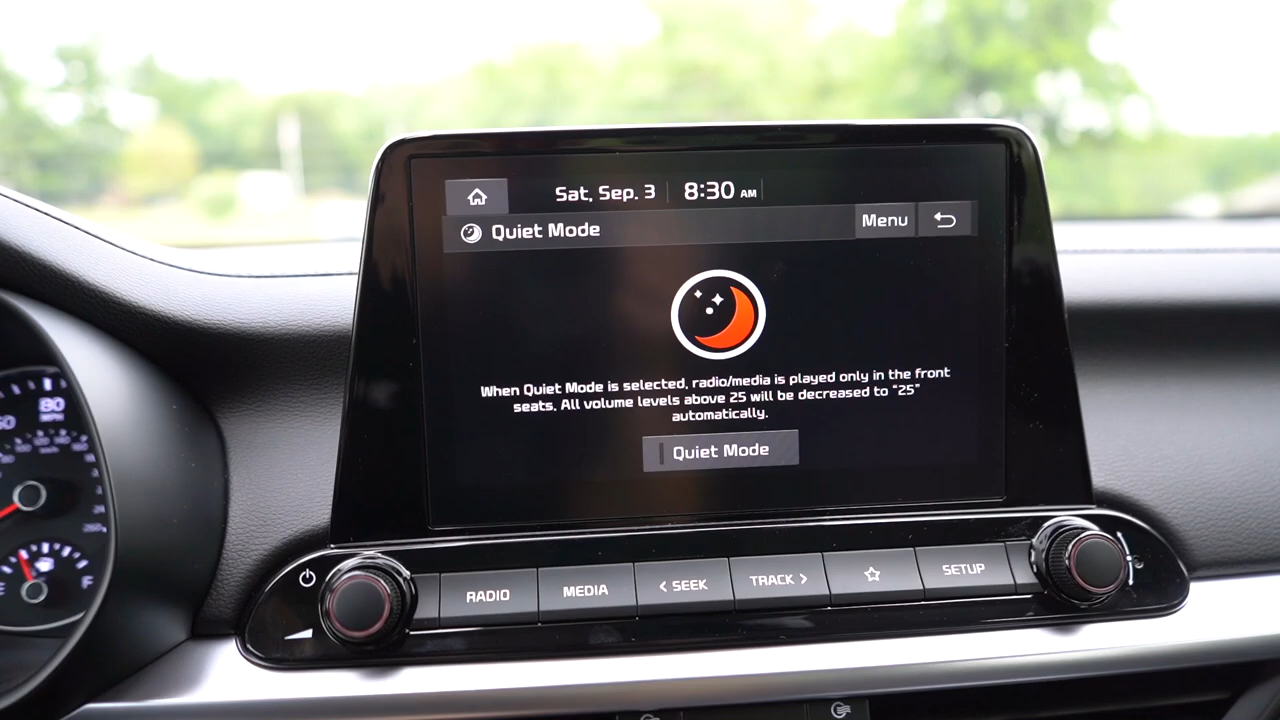 Sat, Sep. 3 8:30 AM
Quiet Mode Menu
When Quiet Mode is selected, radio/media is played only in the front
seats. All volume levels above 25 will be decreased to “25”
automatically.
Quiet Mode
RADIO MEDIA < SEEK TRACK > SETUP
80
MPH
F